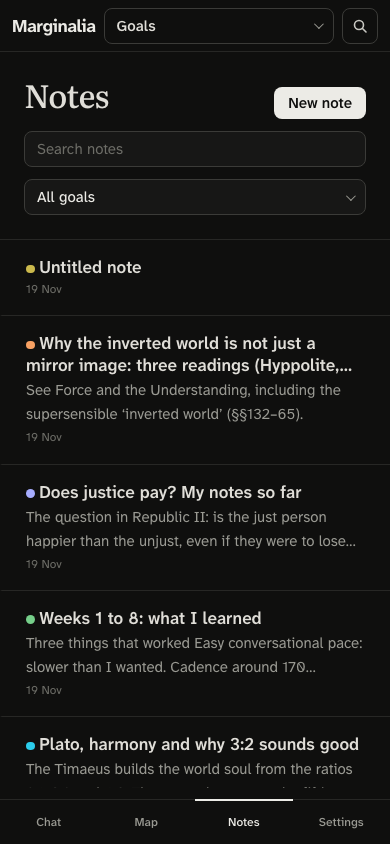 Marginalia
Goals
Notes
New note
Search notes
All goals
Untitled note
19 Nov
Why the inverted world is not just a
mirror image: three readings (Hyppolite,...
See Force and the Understanding, including the
supersensible ‘inverted world’ (§§132–65).
19 Nov
Does justice pay? My notes so far
The question in Republic II: is the just person
happier than the unjust, even if they were to lose...
19 Nov
Weeks 1 to 8: what I learned
Three things that worked Easy conversational pace:
slower than I wanted. Cadence around 170...
19 Nov
Plato, harmony and why 3:2 sounds good
The Timaeus builds the world soul from the ratios
Chat
Map
Notes
Settings